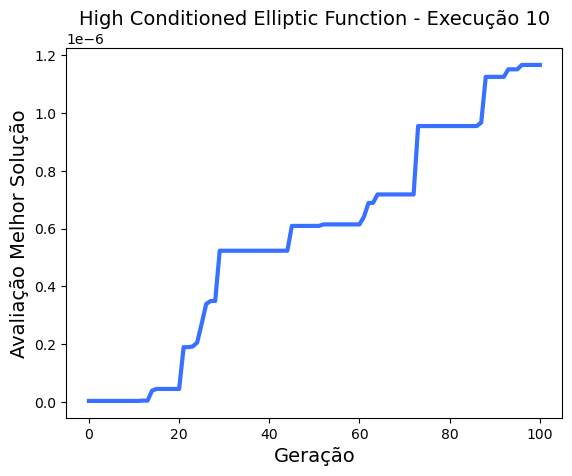 High Conditioned Elliptic Function - Execução 10
1e−6
1.2
1.0
0.8
0.6
0.4
0.2
0.0
Avaliação Melhor Solução
0 20 40 60 80 100
Geração